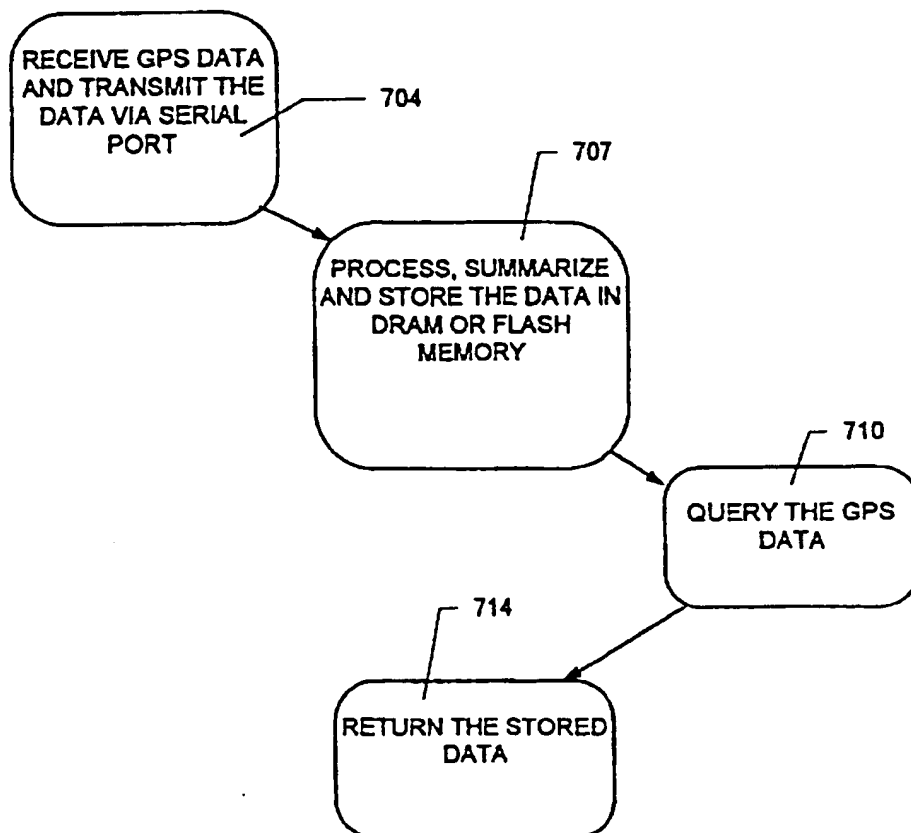 RECEIVE GPS DATA
AND TRANSMIT THE
DATA VIA SERIAL
PORT
704
707
PROCESS, SUMMARIZE
AND STORE THE DATA IN
DRAM OR FLASH
MEMORY
710
QUERY THE GPS
DATA
714
RETURN THE STORED
DATA